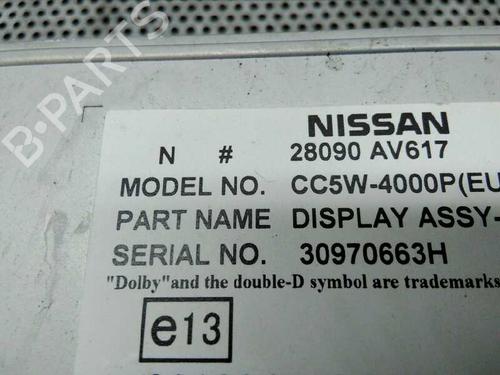 NISSAN
N # 28090 AV617
MODEL NO. CC5W-4000P(EU
PART NAME DISPLAY ASSY-
SERIAL NO. 30970663H
"Dolby"and the double-D symbol are trademarks
e13
B-PARTS